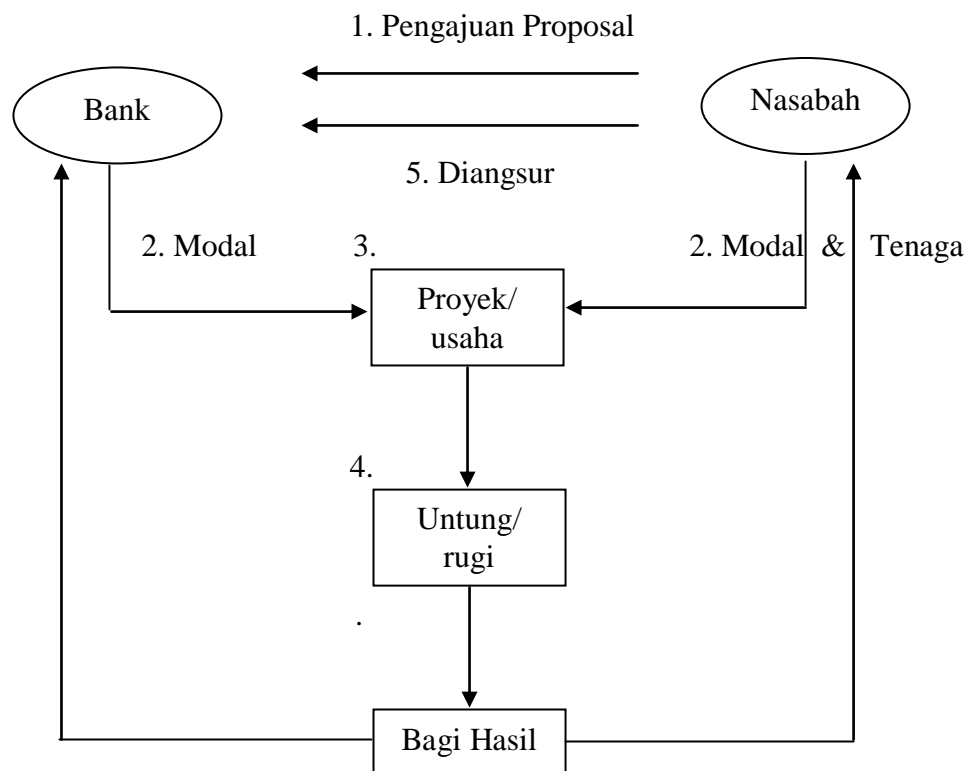 1. Pengajuan Proposal
Bank
Nasabah
5. Diangsur
2. Modal
3.
2. Modal & Tenaga
Proyek/
usaha
4.
Untung/
rugi
.
Bagi Hasil